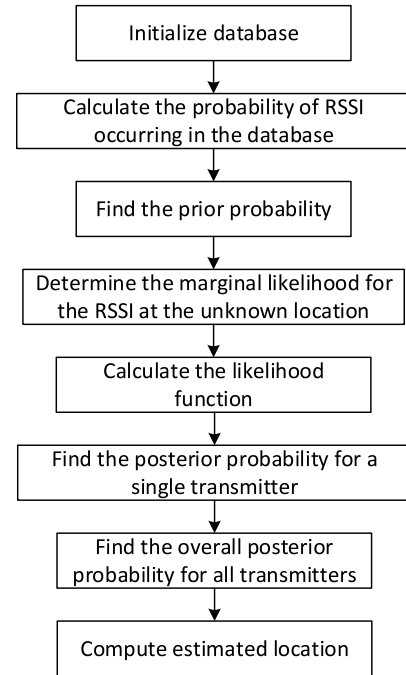 Initialize database
Calculate the probability of RSSI
occurring in the database
Find the prior probability
Determine the marginal likelihood for
the RSSI at the unknown location
Calculate the likelihood
function
Find the posterior probability for a
single transmitter
Find the overall posterior
probability for all transmitters
Compute estimated location